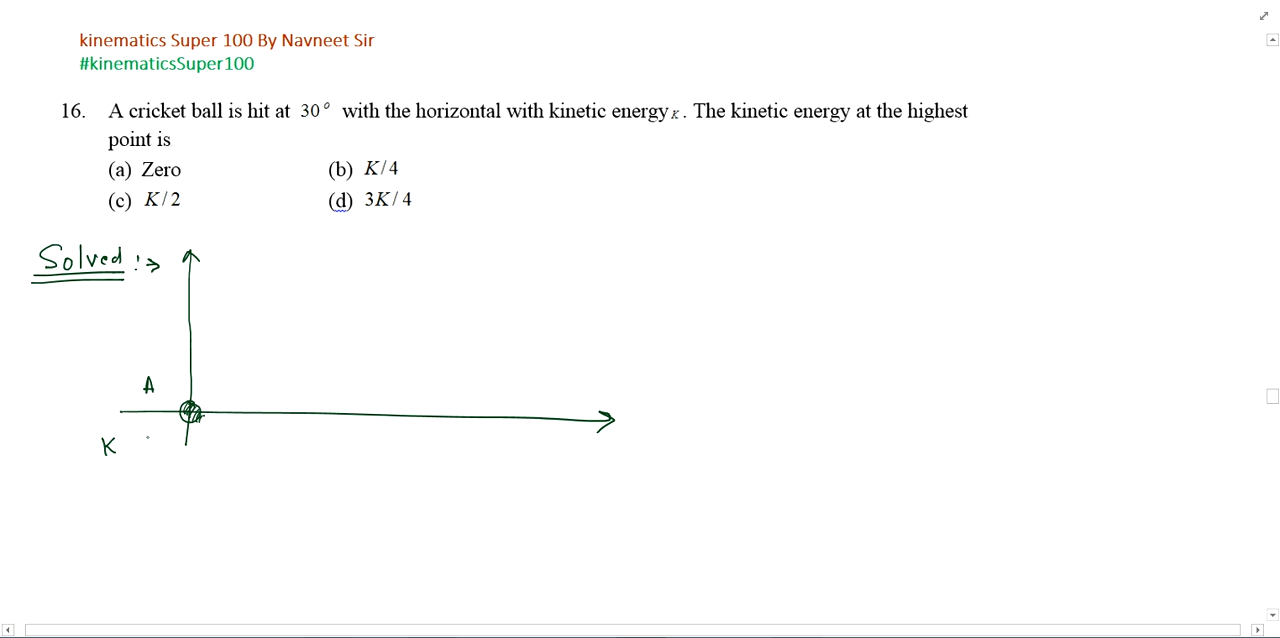 kinematics Super 100 By Navneet Sir
#kinematicsSuper100
16. A cricket ball is hit at 30° with the horizontal with kinetic energy K. The kinetic energy at the highest
point is
(a) Zero (b) K/4
(c) K/2 (d) 3K/4
Solved :→
A
K